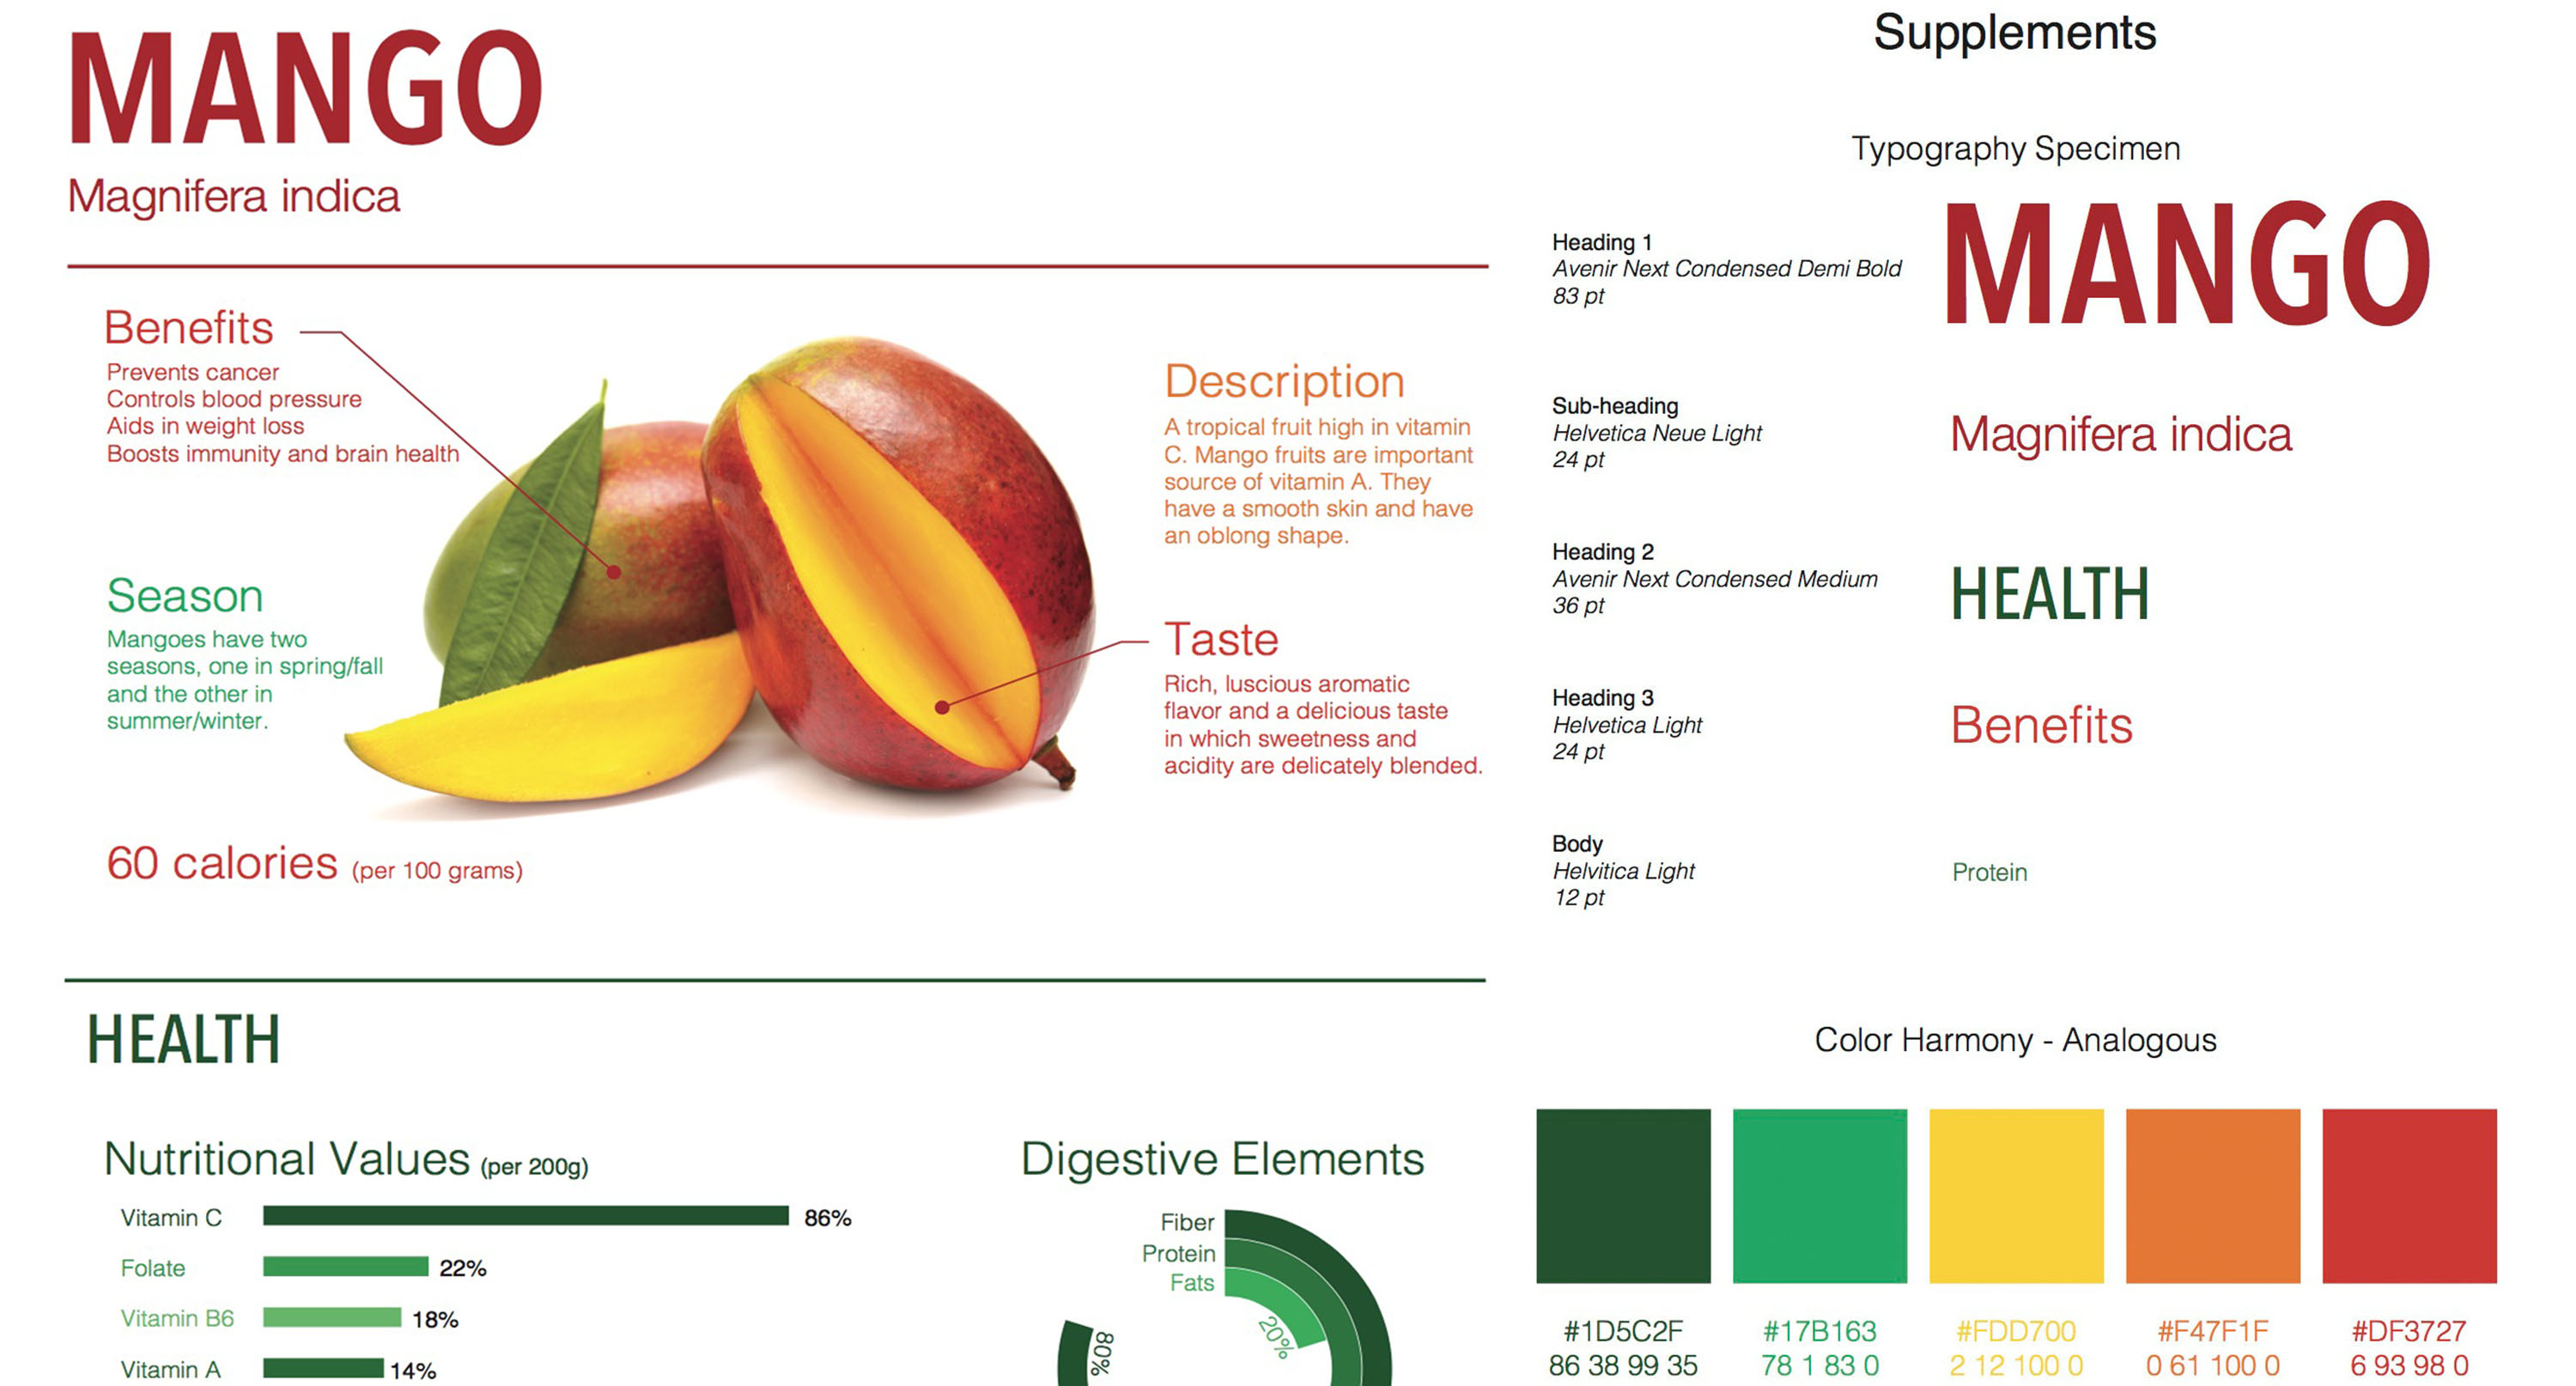 MANGO
Magnifera indica
Benefits
Prevents cancer
Controls blood pressure
Aids in weight loss
Boosts immunity and brain health
Season
Mangoes have two
seasons, one in spring/fall
and the other in
summer/winter.
Description
A tropical fruit high in vitamin
C. Mango fruits are important
source of vitamin A. They
have a smooth skin and have
an oblong shape.
Taste
Rich, luscious aromatic
flavor and a delicious taste
in which sweetness and
acidity are delicately blended.
60 calories (per 100 grams)
HEALTH
Nutritional Values (per 200g)
Vitamin C 86%
Folate 22%
Vitamin B6 18%
Vitamin A 14%
Digestive Elements
Fiber
Protein
Fats
20%
80%
Supplements
Typography Specimen
Heading 1
Avenir Next Condensed Demi Bold
83 pt
MANGO
Sub-heading
Helvetica Neue Light
24 pt
Magnifera indica
Heading 2
Avenir Next Condensed Medium
36 pt
HEALTH
Heading 3
Helvetica Light
24 pt
Benefits
Body
Helvitica Light
12 pt
Protein
Color Harmony - Analogous
#1D5C2F
86 38 99 35
#17B163
78 1 83 0
#FDD700
2 12 100 0
#F47F1F
0 61 100 0
#DF3727
6 93 98 0